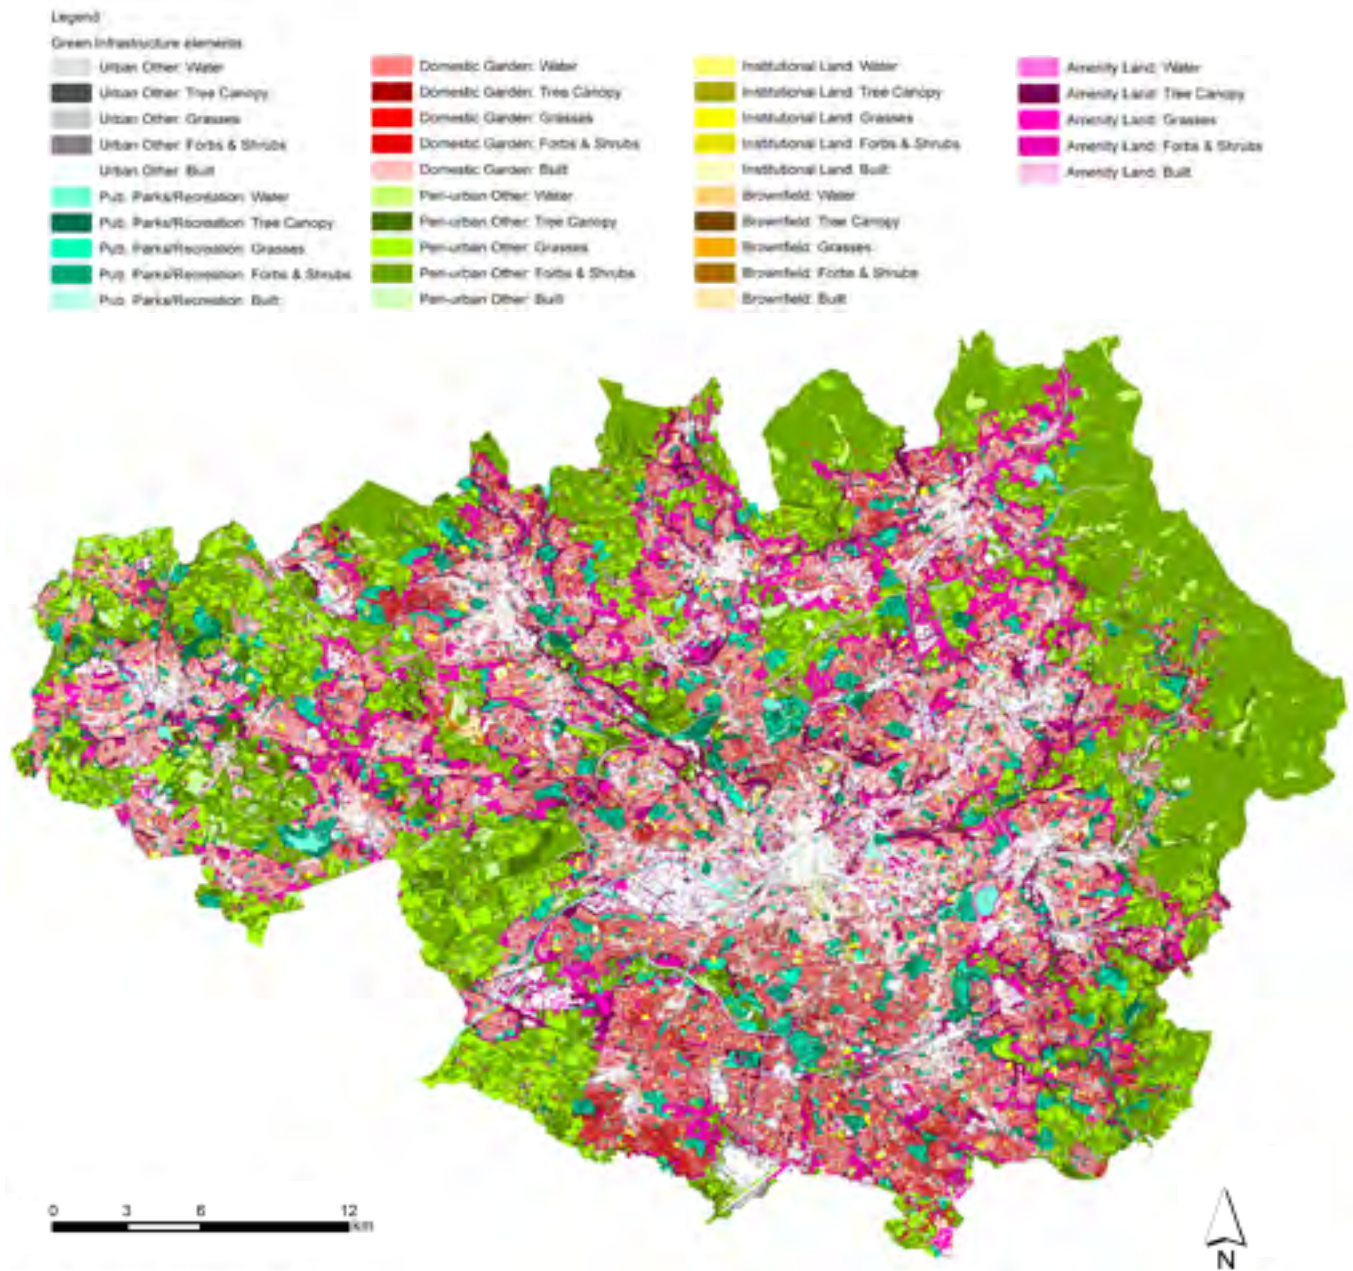 Legend
Green Infrastructure elements
Urban Other: Water
Urban Other: Tree Canopy
Urban Other: Grasses
Urban Other: Forbs & Shrubs
Urban Other: Built
Pub. Parks/Recreation: Water
Pub. Parks/Recreation: Tree Canopy
Pub. Parks/Recreation: Grasses
Pub. Parks/Recreation: Forbs & Shrubs
Pub. Parks/Recreation: Built
Domestic Garden: Water
Domestic Garden: Tree Canopy
Domestic Garden: Grasses
Domestic Garden: Forbs & Shrubs
Domestic Garden: Built
Peri-urban Other: Water
Peri-urban Other: Tree Canopy
Peri-urban Other: Grasses
Peri-urban Other: Forbs & Shrubs
Peri-urban Other: Built
Institutional Land: Water
Institutional Land: Tree Canopy
Institutional Land: Grasses
Institutional Land: Forbs & Shrubs
Institutional Land: Built
Brownfield: Water
Brownfield: Tree Canopy
Brownfield: Grasses
Brownfield: Forbs & Shrubs
Brownfield: Built
Amenity Land: Water
Amenity Land: Tree Canopy
Amenity Land: Grasses
Amenity Land: Forbs & Shrubs
Amenity Land: Built
0 3 6 12
km
N